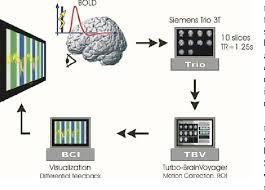 BOLD
Siemens Trio 3T
10 slices
TR=1.25s
Trio
BCI
TBV
Visualization
Differential feedback
Turbo-BrainVoyager
Motion Correction, ROI